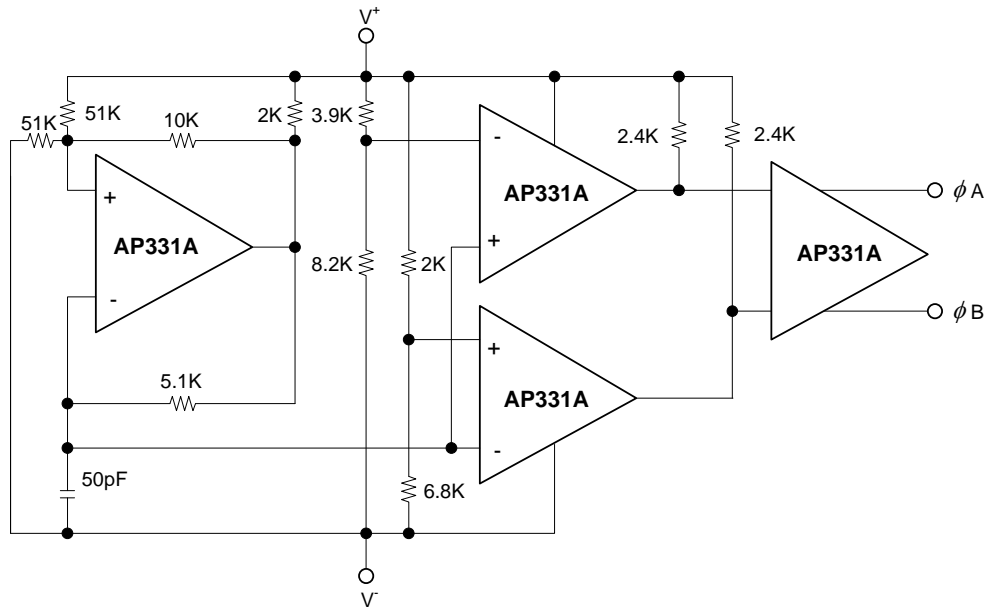 V+
51K
51K
10K
2K
3.9K
2.4K
2.4K
+
AP331A
-
-
AP331A
+
AP331A
ϕA
ϕB
8.2K
2K
+
AP331A
-
5.1K
50pF
6.8K
V-